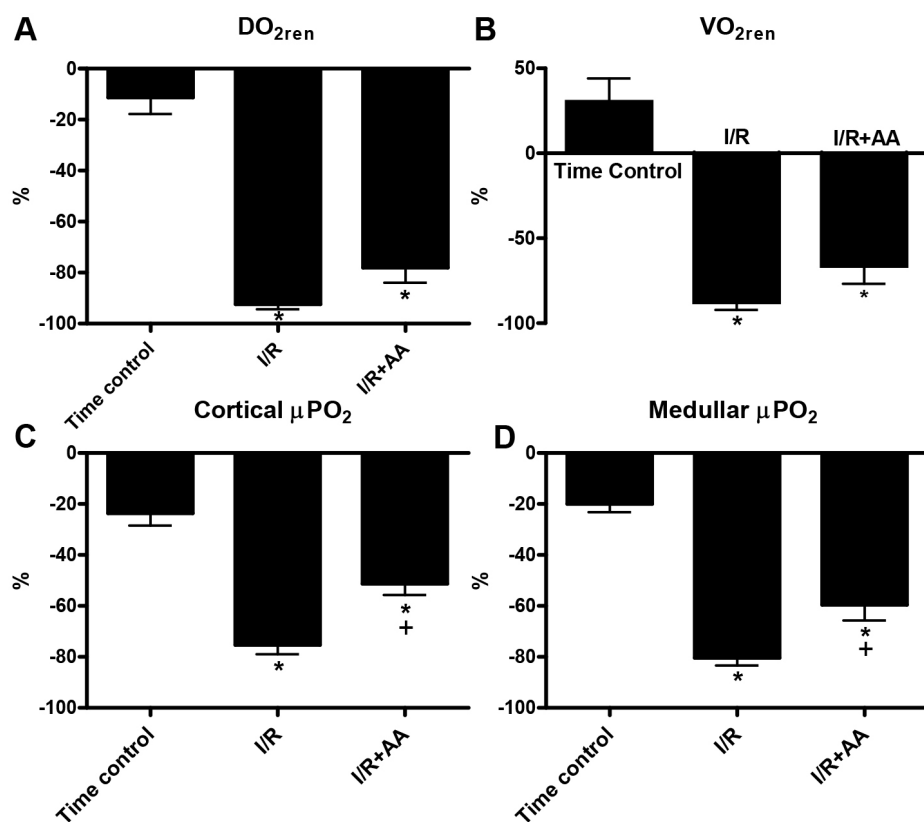 A
DO2ren
0
-20
-40
-60
-80
-100
%
*
*
Time control
I/R
I/R+AA
B
VO2ren
50
0
-50
-100
%
Time Control
I/R
I/R+AA
*
*
C
Cortical μPO2
0
-20
-40
-60
-80
-100
%
*
*
+
Time control
I/R
I/R+AA
D
Medullar μPO2
0
-20
-40
-60
-80
-100
%
*
*
+
Time control
I/R
I/R+AA